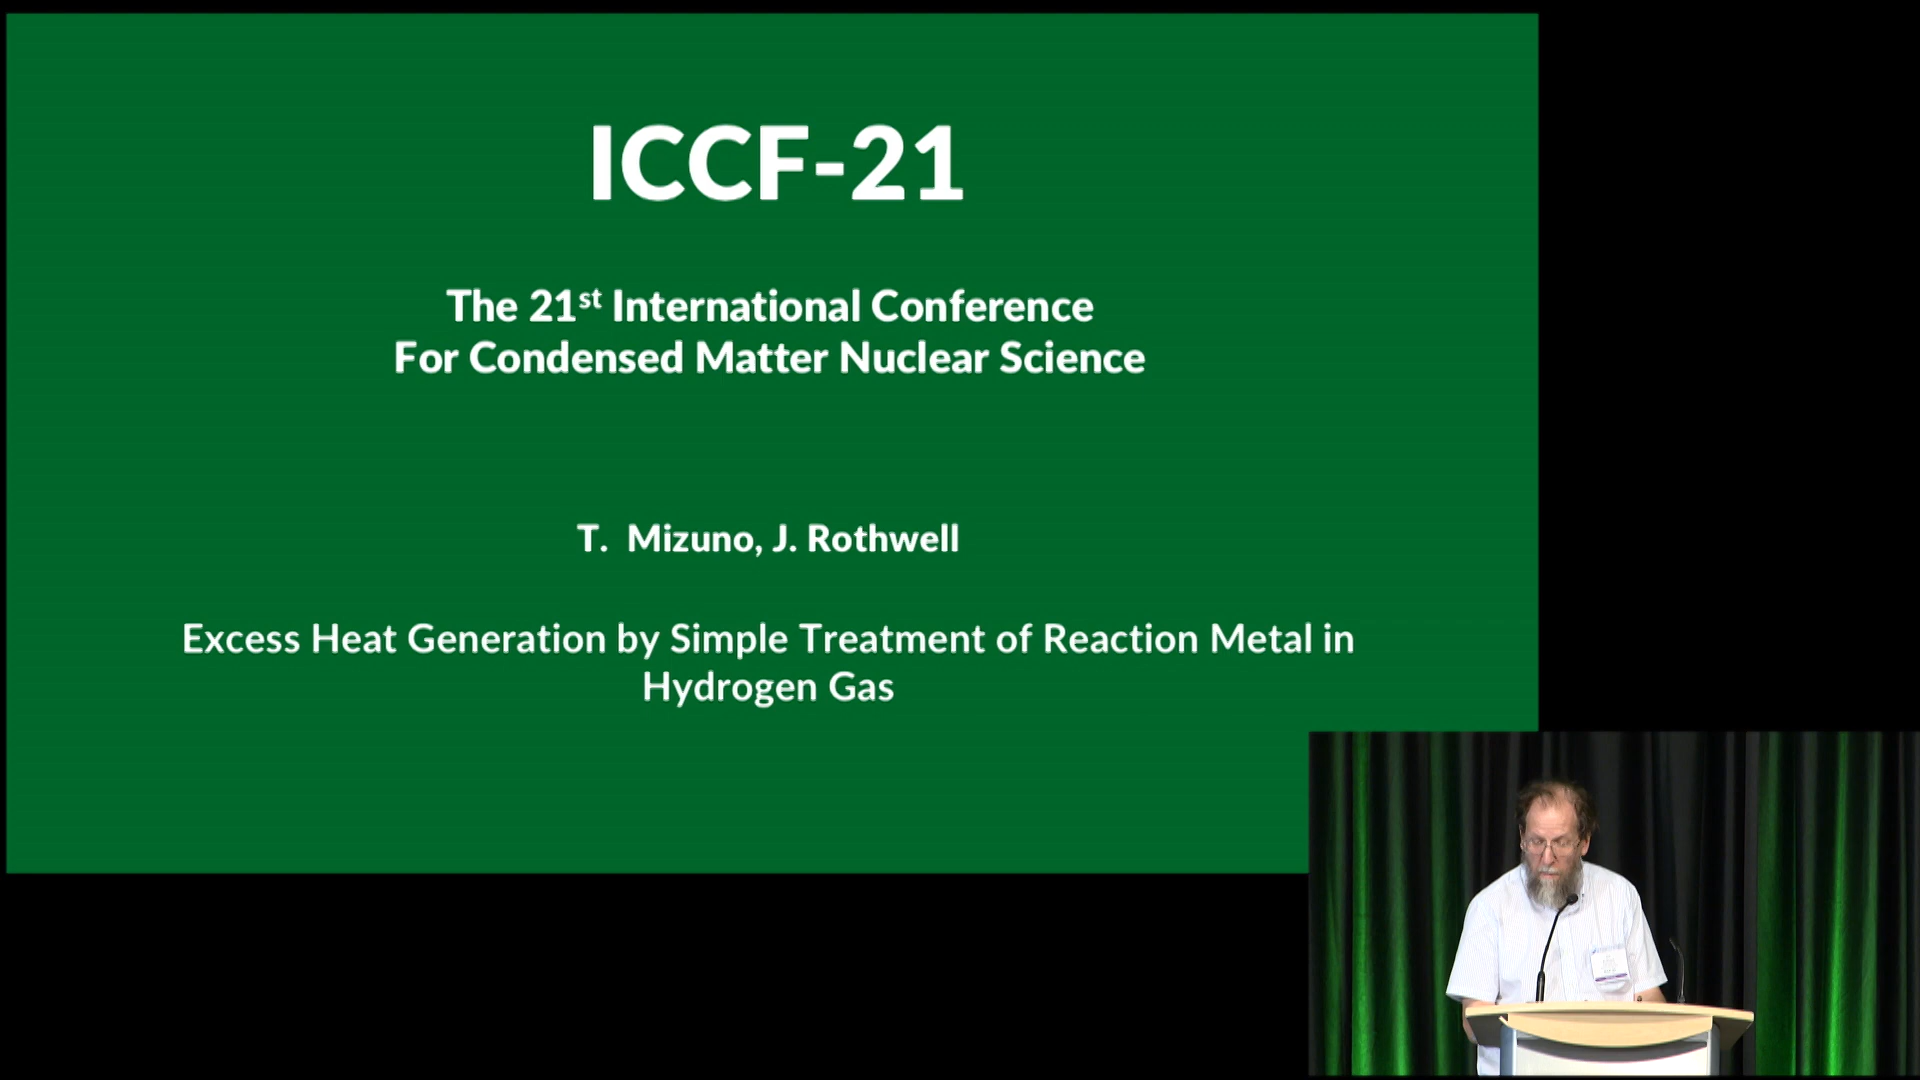 ICCF-21
The 21st International Conference
For Condensed Matter Nuclear Science
T. Mizuno, J. Rothwell
Excess Heat Generation by Simple Treatment of Reaction Metal in
Hydrogen Gas